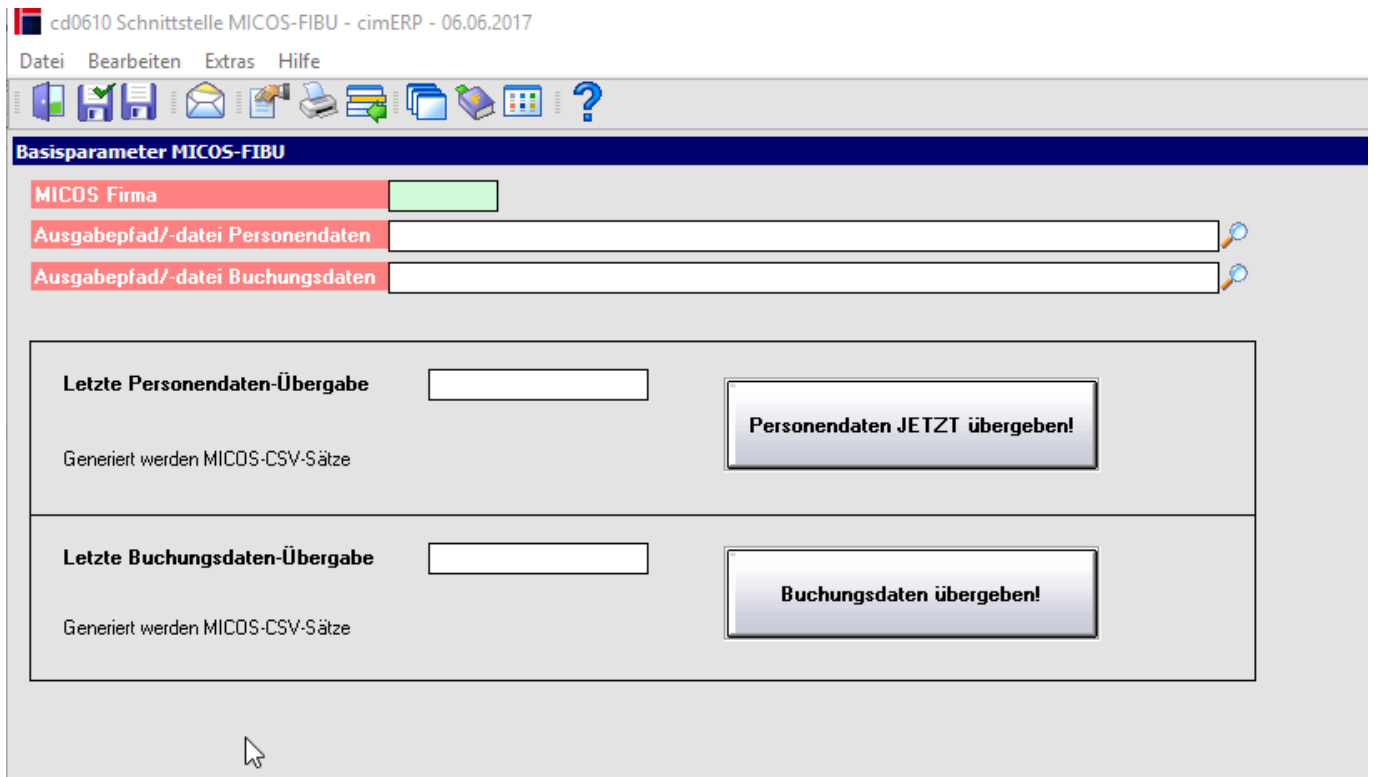 cd0610 Schnittstelle MICOS-FIBU - cimERP - 06.06.2017
Datei Bearbeiten Extras Hilfe
Basisparameter MICOS-FIBU
MICOS Firma
Ausgabepfad/-datei Personendaten
Ausgabepfad/-datei Buchungsdaten
Letzte Personendaten-Übergabe
Personendaten JETZT übergeben!
Generiert werden MICOS-CSV-Sätze
Letzte Buchungsdaten-Übergabe
Buchungsdaten übergeben!
Generiert werden MICOS-CSV-Sätze